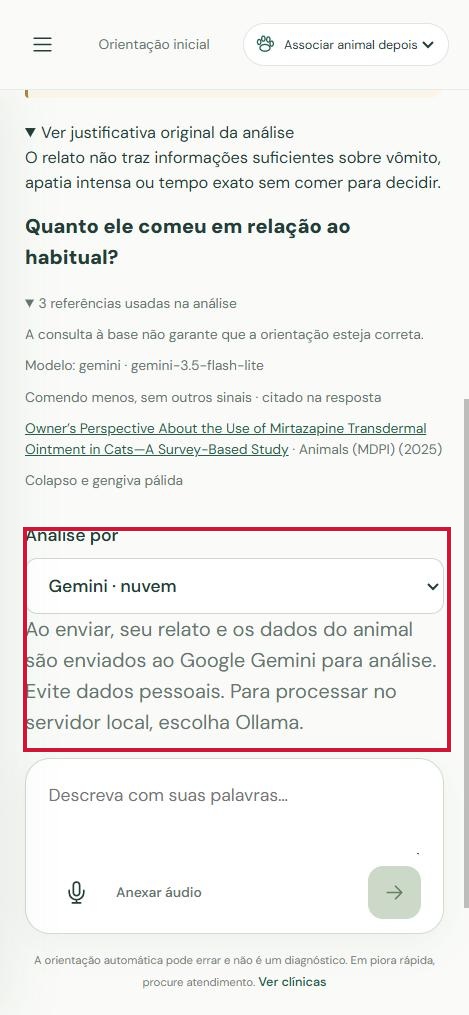 Orientação inicial
Associar animal depois
Ver justificativa original da análise
O relato não traz informações suficientes sobre vômito,
apatia intensa ou tempo exato sem comer para decidir.
Quanto ele comeu em relação ao
habitual?
3 referências usadas na análise
A consulta à base não garante que a orientação esteja correta.
Modelo: gemini · gemini-3.5-flash-lite
Comendo menos, sem outros sinais · citado na resposta
Owner's Perspective About the Use of Mirtazapine Transdermal
Ointment in Cats—A Survey-Based Study · Animals (MDPI) (2025)
Colapso e gengiva pálida
Análise por
Gemini · nuvem
Ao enviar, seu relato e os dados do animal
são enviados ao Google Gemini para análise.
Evite dados pessoais. Para processar no
servidor local, escolha Ollama.
Descreva com suas palavras...
Anexar áudio
A orientação automática pode errar e não é um diagnóstico. Em piora rápida,
procure atendimento. Ver clínicas